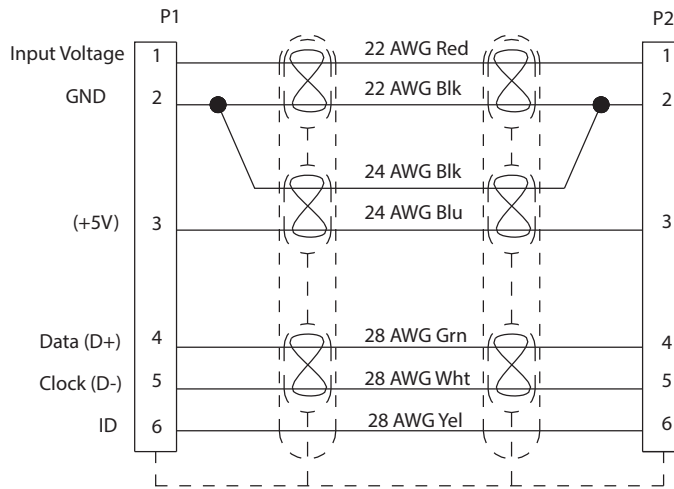 P1 P2
Input Voltage 1 22 AWG Red 1
GND 2 22 AWG Blk 2
24 AWG Blk
(+5V) 3 24 AWG Blu 3
Data (D+) 4 28 AWG Grn 4
Clock (D-) 5 28 AWG Wht 5
ID 6 28 AWG Yel 6